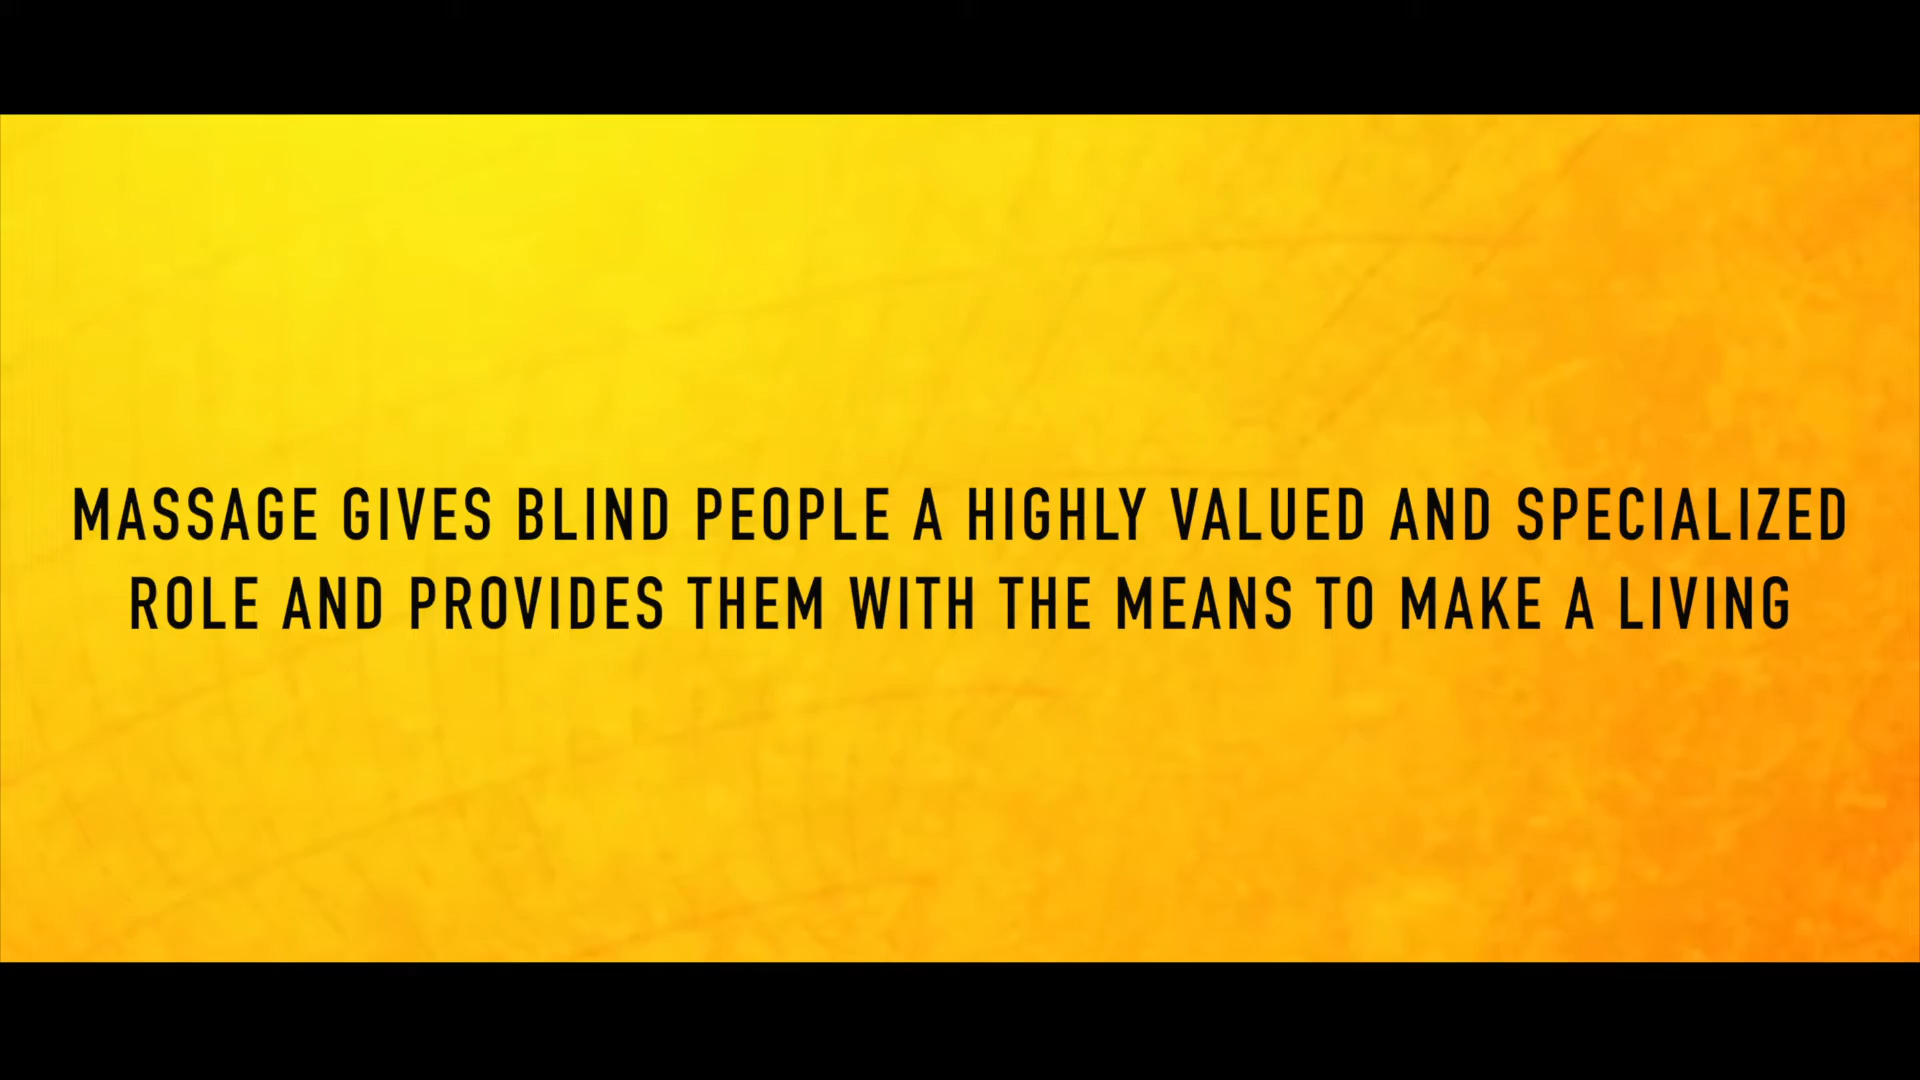 MASSAGE GIVES BLIND PEOPLE A HIGHLY VALUED AND SPECIALIZED
ROLE AND PROVIDES THEM WITH THE MEANS TO MAKE A LIVING